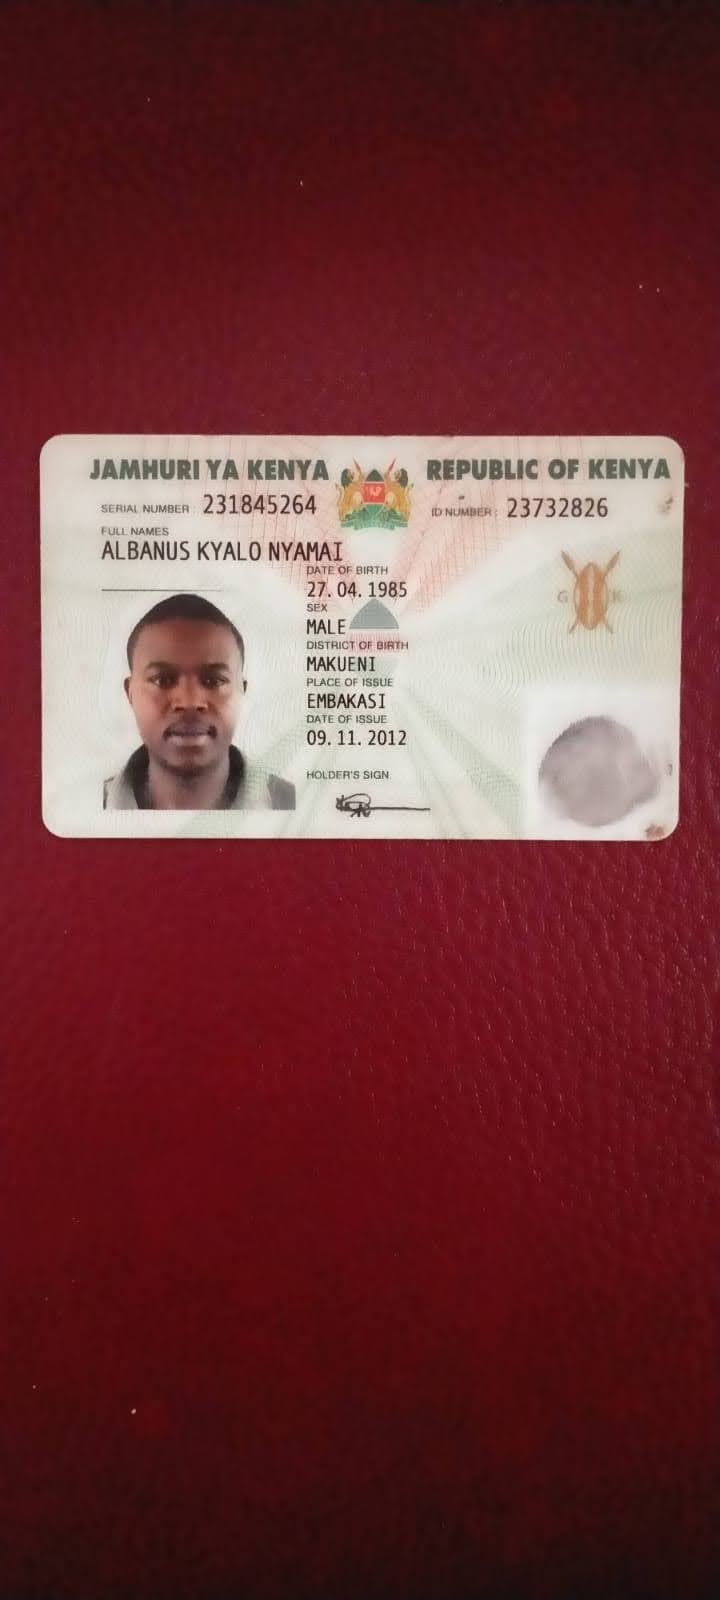 JAMHURI YA KENYA REPUBLIC OF KENYA
SERIAL NUMBER : 231845264 ID NUMBER : 23732826
FULL NAMES
ALBANUS KYALO NYAMAI
DATE OF BIRTH
27. 04. 1985
SEX
MALE
DISTRICT OF BIRTH
MAKUENI
PLACE OF ISSUE
EMBAKASI
DATE OF ISSUE
09. 11. 2012
HOLDER'S SIGN.
G K